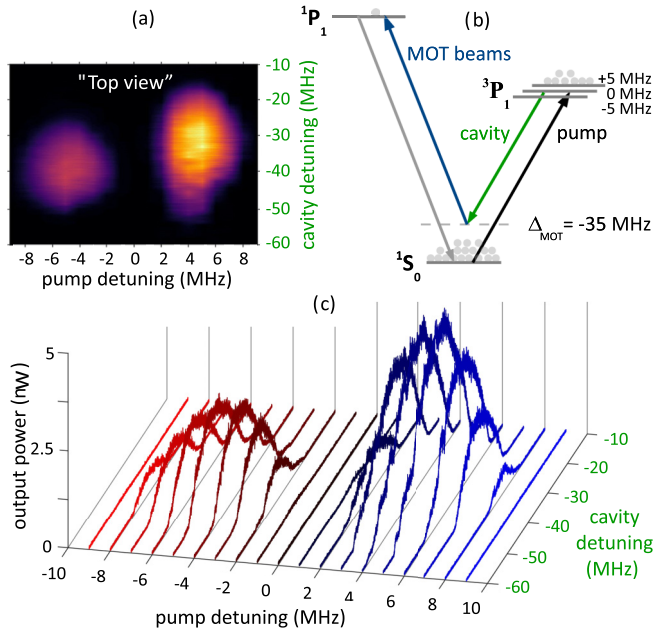 (a)
"Top view”
-10
-20
-30
-40
-50
-60
cavity detuning (MHz)
-8 -6 -4 -2 0 2 4 6 8
pump detuning (MHz)
(b)
¹P₁
MOT beams
³P₁
+5 MHz
0 MHz
-5 MHz
cavity
pump
Δ_MOT = -35 MHz
¹S₀
(c)
output power (nW)
5
2.5
0
-10 -8 -6 -4 -2 0 2 4 6 8 10
pump detuning (MHz)
-10
-20
-30
-40
-50
-60
cavity
detuning
(MHz)